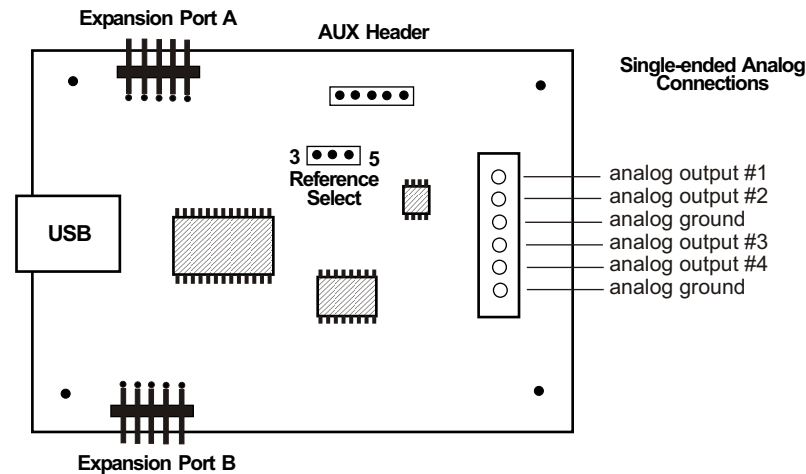 Expansion Port A
AUX Header
Single-ended Analog
Connections
3
5
Reference
Select
USB
analog output #1
analog output #2
analog ground
analog output #3
analog output #4
analog ground
Expansion Port B